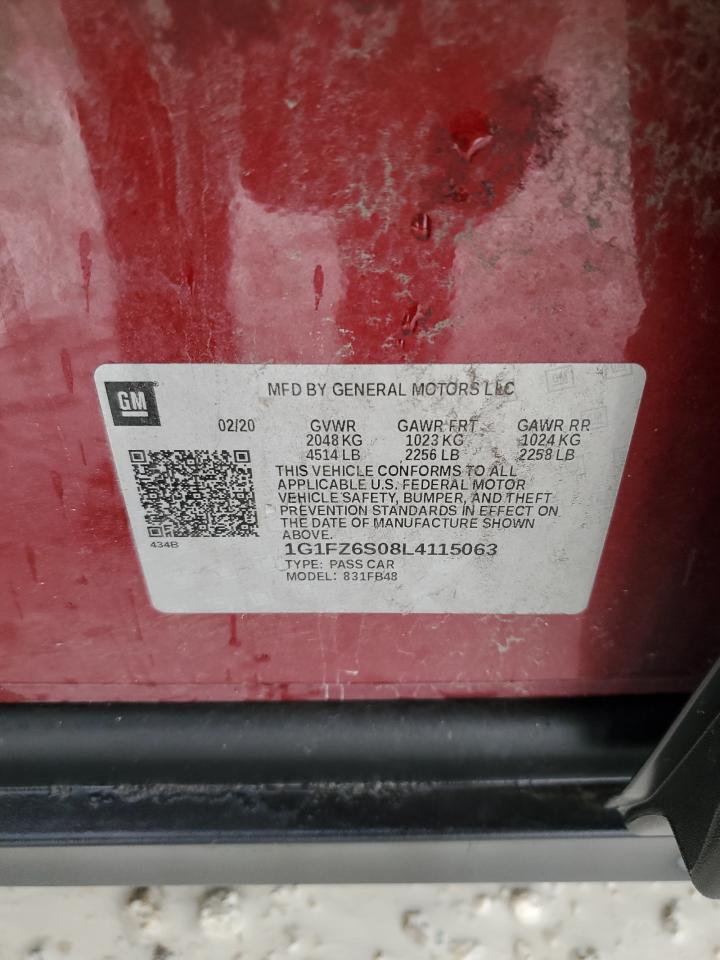 GM
MFD BY GENERAL MOTORS LLC
02/20 GVWR GAWR FRT GAWR RR
2048 KG 1023 KG 1024 KG
4514 LB 2256 LB 2258 LB
THIS VEHICLE CONFORMS TO ALL
APPLICABLE U.S. FEDERAL MOTOR
VEHICLE SAFETY, BUMPER, AND THEFT
PREVENTION STANDARDS IN EFFECT ON
THE DATE OF MANUFACTURE SHOWN
ABOVE.
434B
1G1FZ6S08L4115063
TYPE: PASS CAR
MODEL: 831FB48